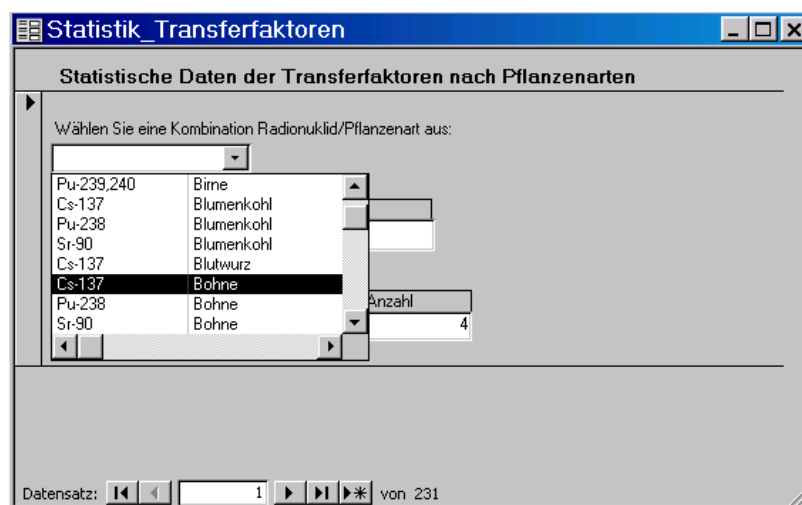 Statistik_Transferfaktoren
Statistische Daten der Transferfaktoren nach Pflanzenarten
Wählen Sie eine Kombination Radionuklid/Pflanzenart aus:
Pu-239,240 Birne
Cs-137 Blumenkohl
Pu-238 Blumenkohl
Sr-90 Blumenkohl
Cs-137 Blutwurz
Cs-137 Bohne
Pu-238 Bohne
Sr-90 Bohne
Anzahl
4
Datensatz: 1 von 231